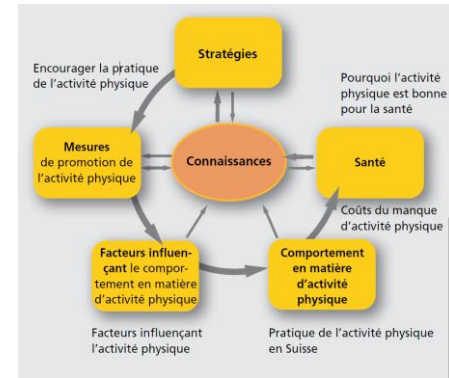 Stratégies
Encourager la pratique
de l'activité physique
Pourquoi l'activité
physique est bonne
pour la santé
Mesures
de promotion de
l'activité physique
Connaissances
Santé
Coûts du manque
d'activité physique
Facteurs influen-
çant le compor-
tement en matière
d'activité physique
Comportement
en matière
d'activité
physique
Facteurs influençant
l'activité physique
Pratique de l'activité physique
en Suisse